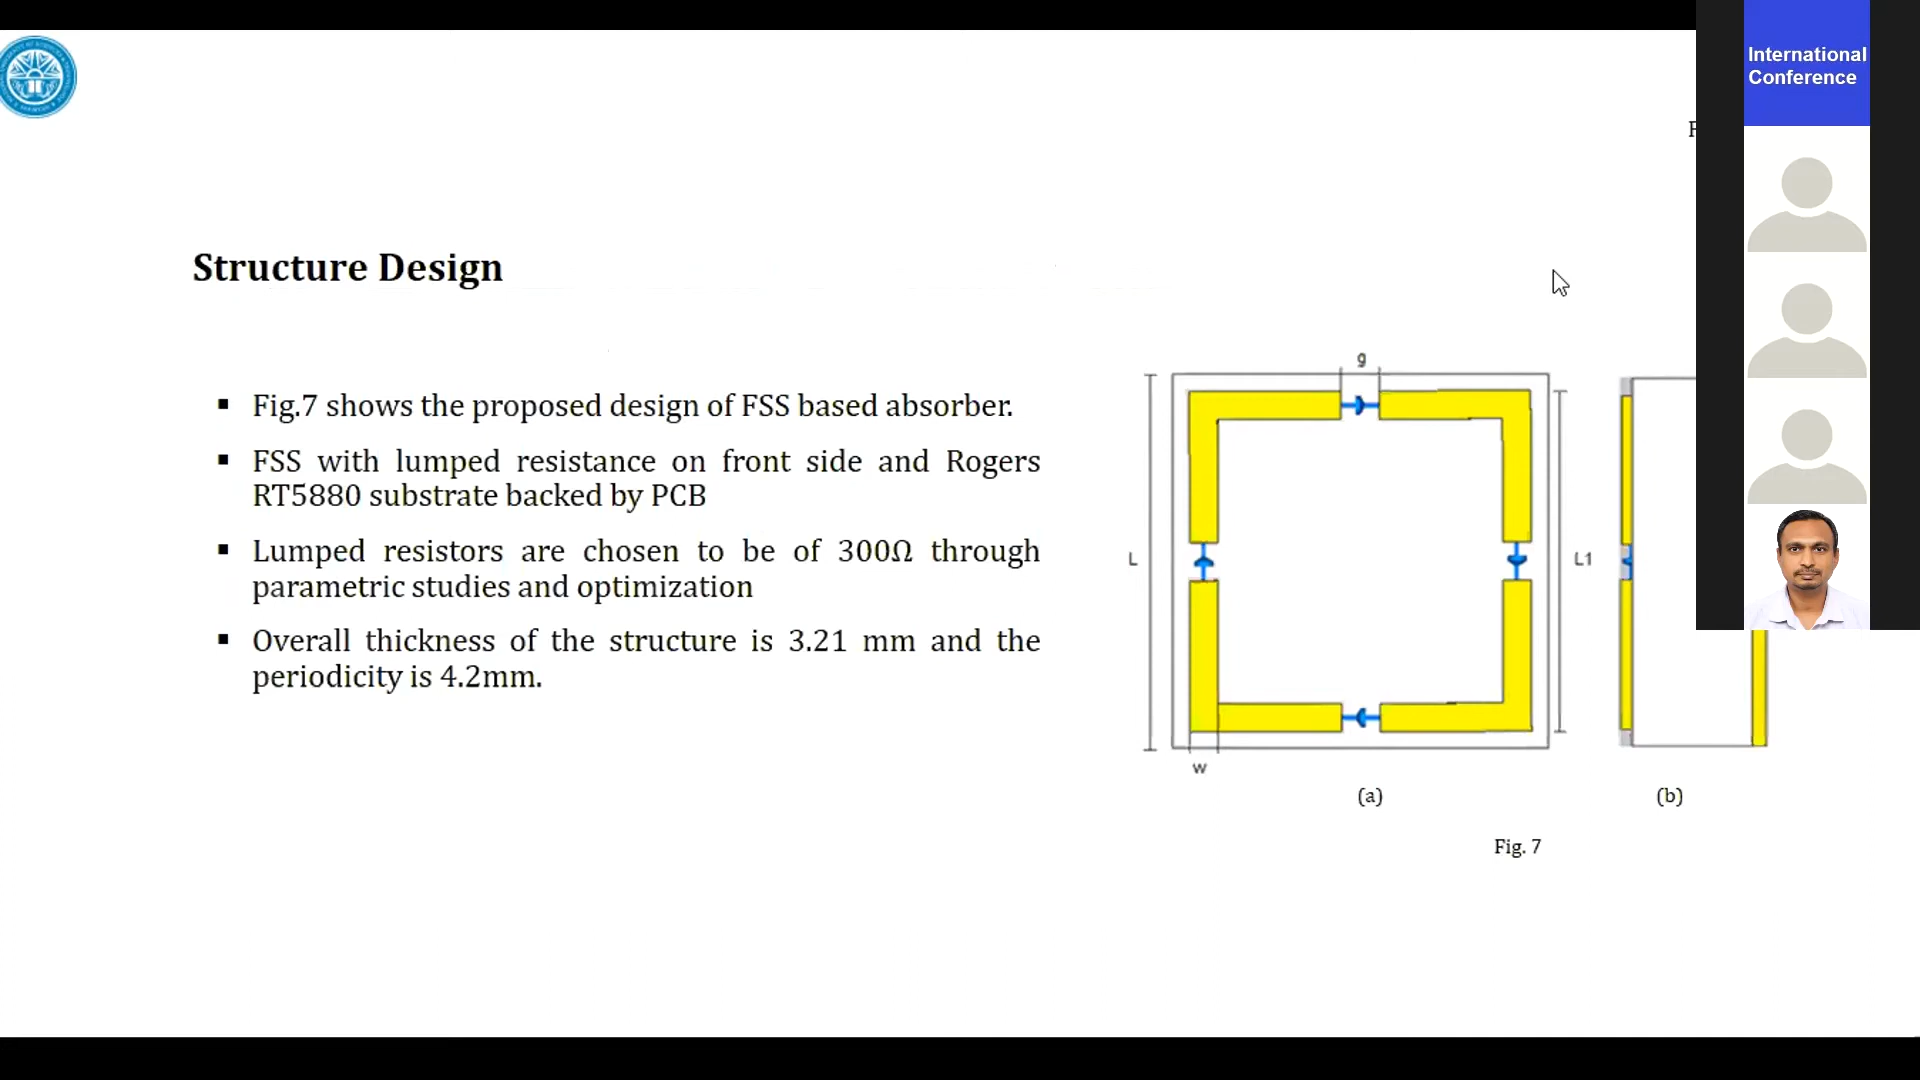 International
Conference
F
Structure Design
▪ Fig.7 shows the proposed design of FSS based absorber.
▪ FSS with lumped resistance on front side and Rogers
RT5880 substrate backed by PCB
▪ Lumped resistors are chosen to be of 300Ω through
parametric studies and optimization
▪ Overall thickness of the structure is 3.21 mm and the
periodicity is 4.2mm.
g
L
L1
w
(a)
(b)
Fig. 7